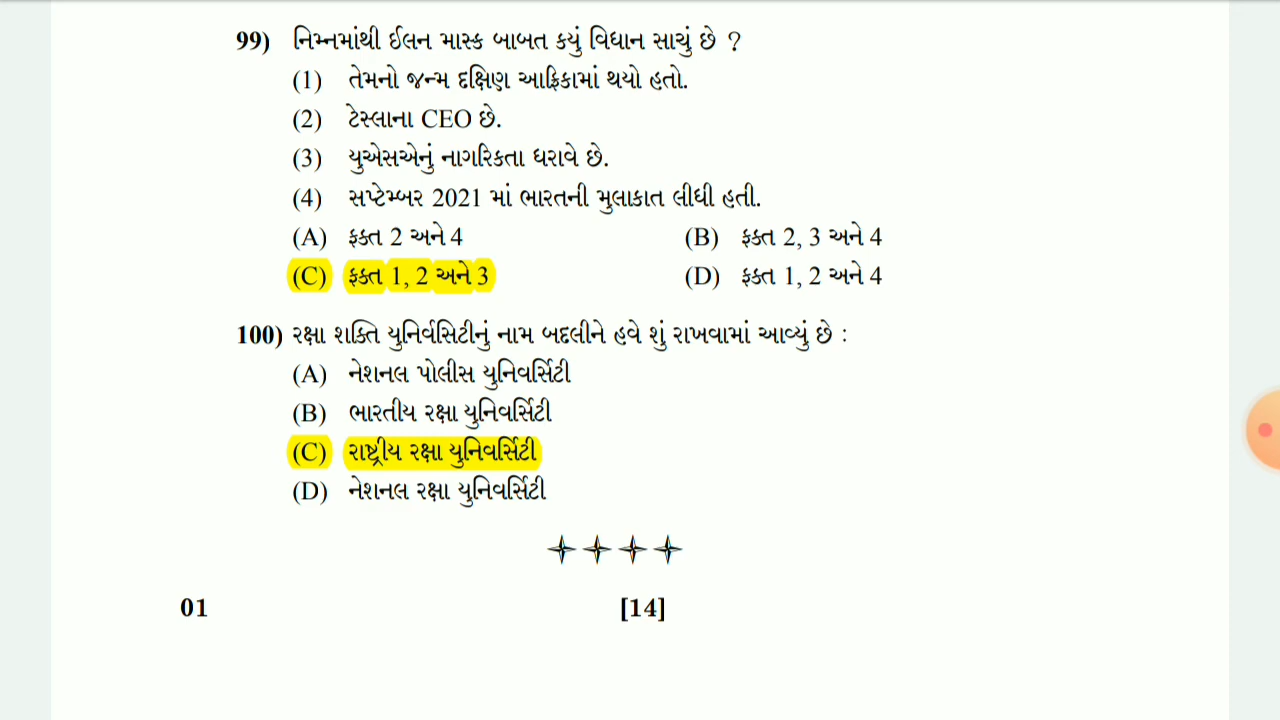 99) નિમ્નમાંથી ઈલન માસ્ક બાબત કયું વિધાન સાચું છે ?
(1) તેમનો જન્મ દક્ષિણ આફ્રિકામાં થયો હતો.
(2) ટેસ્લાના CEO છે.
(3) યુએસએનું નાગરિકતા ધરાવે છે.
(4) સપ્ટેમ્બર 2021 માં ભારતની મુલાકાત લીધી હતી.
(A) ફક્ત 2 અને 4 (B) ફક્ત 2, 3 અને 4
(C) ફક્ત 1, 2 અને 3 (D) ફક્ત 1, 2 અને 4
100) રક્ષા શક્તિ યુનિર્વસિટીનું નામ બદલીને હવે શું રાખવામાં આવ્યું છે :
(A) નેશનલ પોલીસ યુનિવર્સિટી
(B) ભારતીય રક્ષા યુનિવર્સિટી
(C) રાષ્ટ્રીય રક્ષા યુનિવર્સિટી
(D) નેશનલ રક્ષા યુનિવર્સિટી
01 [14]